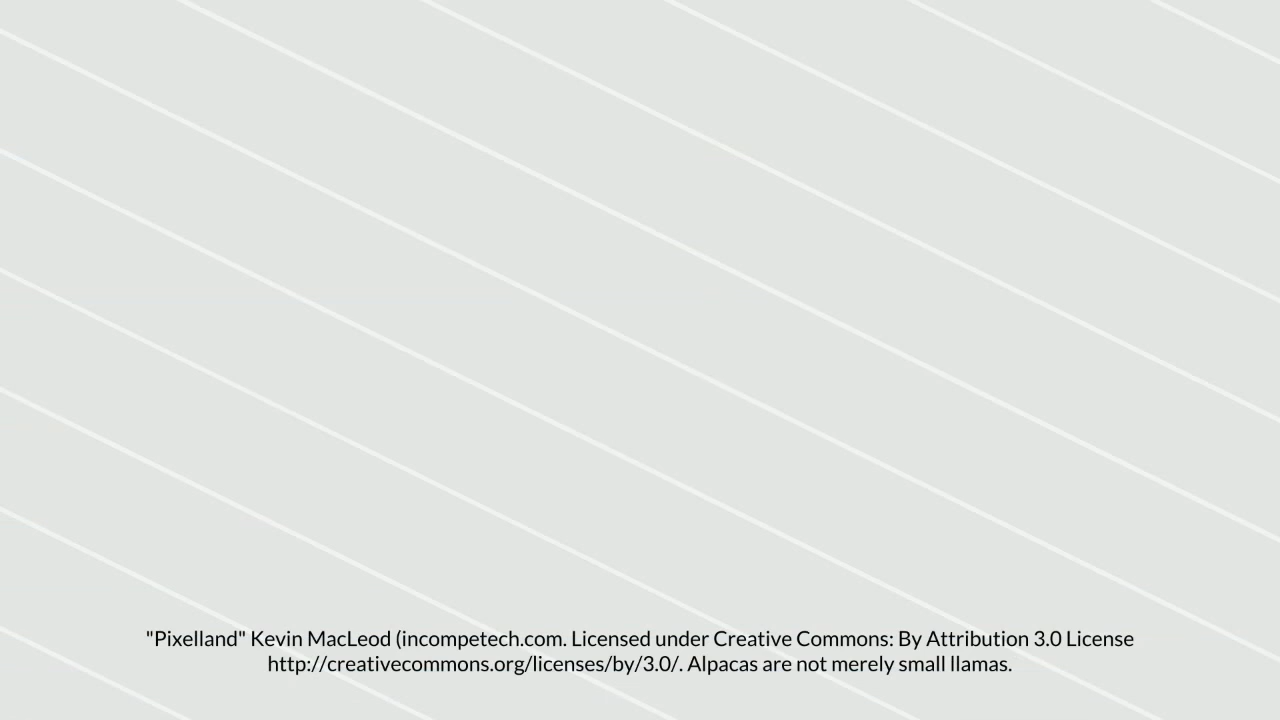 "Pixelland" Kevin MacLeod (incompetech.com. Licensed under Creative Commons: By Attribution 3.0 License
http://creativecommons.org/licenses/by/3.0/. Alpacas are not merely small llamas.